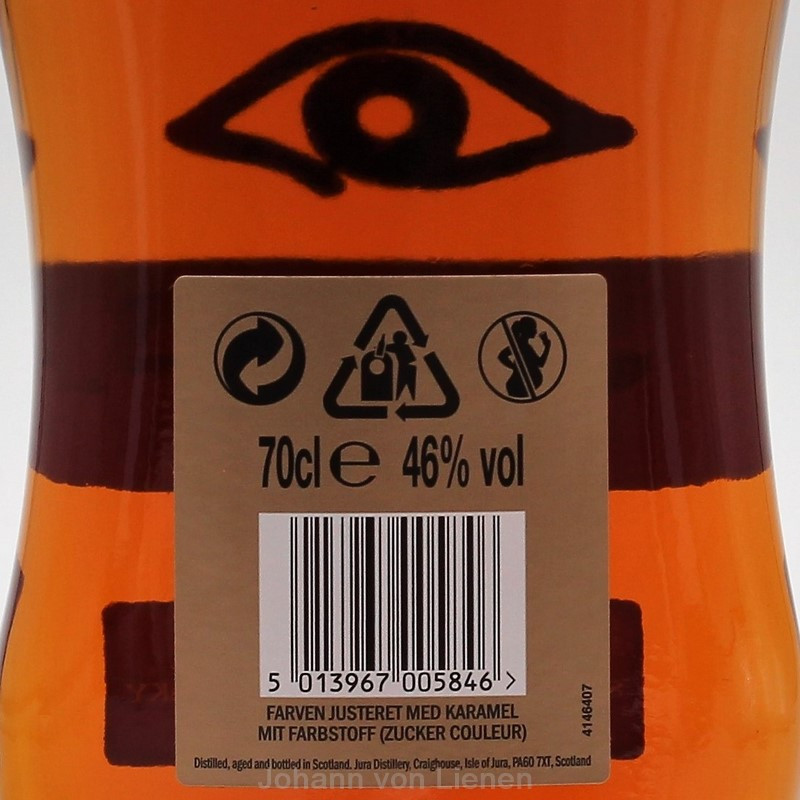 70cl e 46% vol
5 013967 005846 >
FARVEN JUSTERET MED KARAMEL
MIT FARBSTOFF (ZUCKER COULEUR)
4146407
Distilled, aged and bottled in Scotland. Jura Distillery, Craighouse, Isle of Jura, PA60 7XT, Scotland
Johann von Lienen